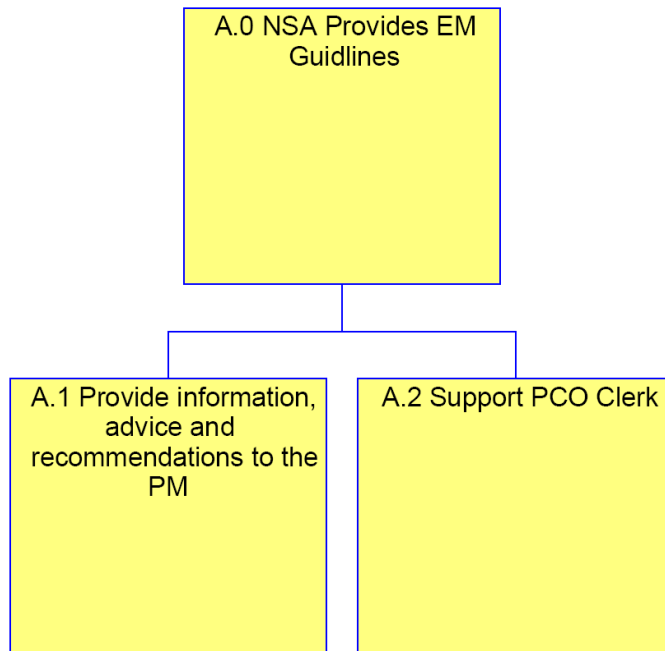 A.0 NSA Provides EM
Guidlines
A.1 Provide information,
advice and
recommendations to the
PM
A.2 Support PCO Clerk